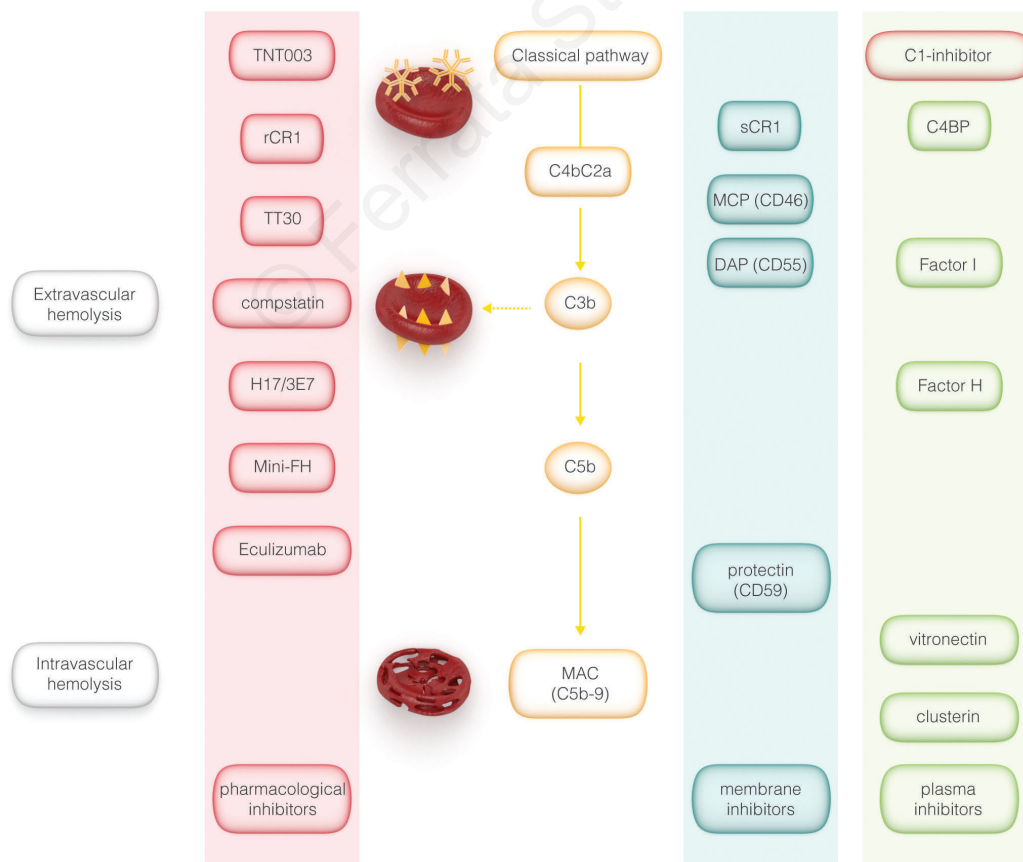 TNT003
Classical pathway
C1-inhibitor
rCR1
sCR1
C4BP
C4bC2a
MCP (CD46)
TT30
DAP (CD55)
Factor I
Extravascular
hemolysis
compstatin
C3b
H17/3E7
Factor H
Mini-FH
C5b
Eculizumab
protectin
(CD59)
vitronectin
Intravascular
hemolysis
MAC
(C5b-9)
clusterin
pharmacological
inhibitors
membrane
inhibitors
plasma
inhibitors
© Ferrata